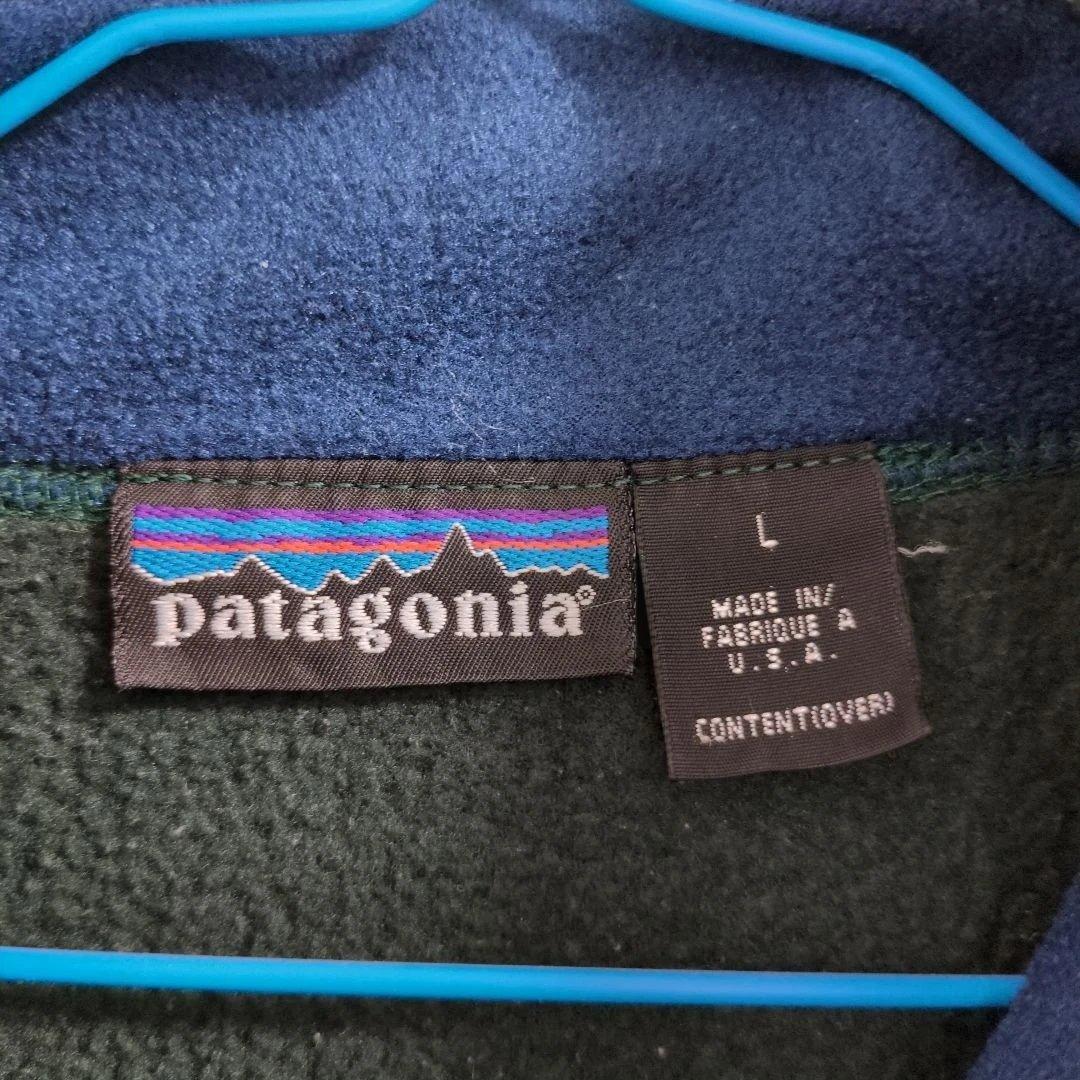 patagonia®
L
MADE IN/
FABRIQUE A
U.S.A.
CONTENT(OVER)